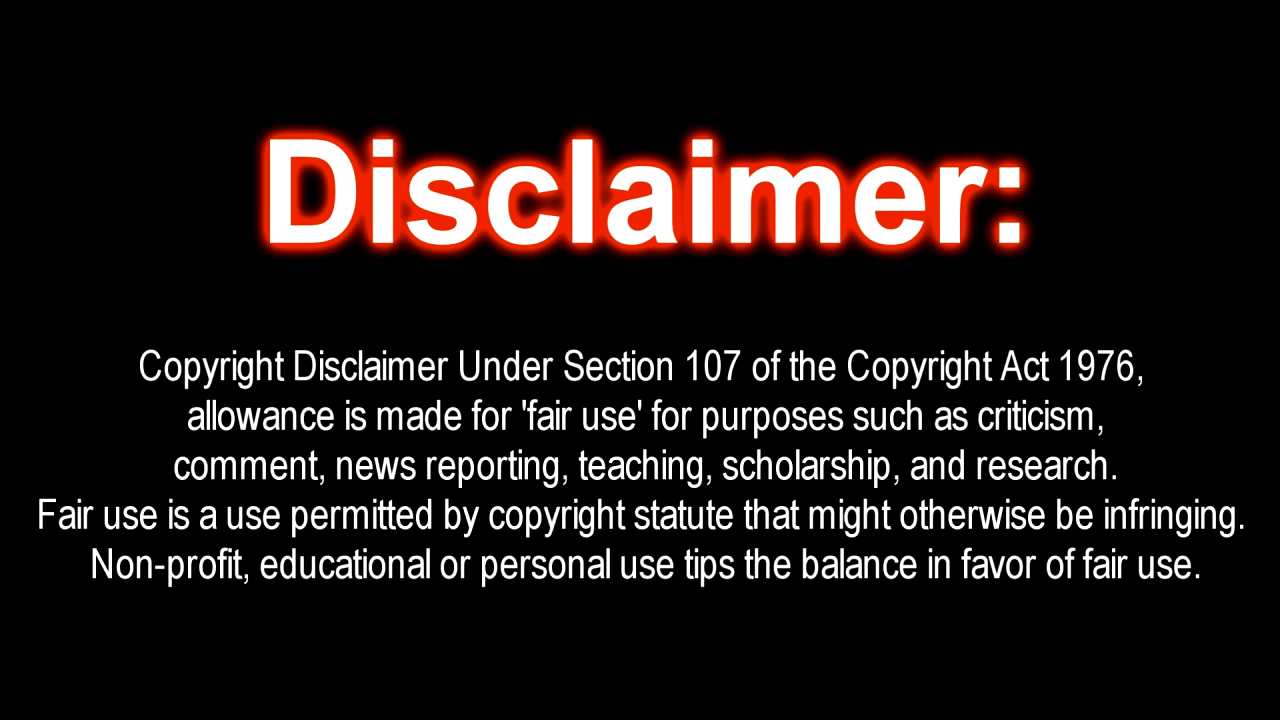 Disclaimer:
Copyright Disclaimer Under Section 107 of the Copyright Act 1976,
allowance is made for 'fair use' for purposes such as criticism,
comment, news reporting, teaching, scholarship, and research.
Fair use is a use permitted by copyright statute that might otherwise be infringing.
Non-profit, educational or personal use tips the balance in favor of fair use.